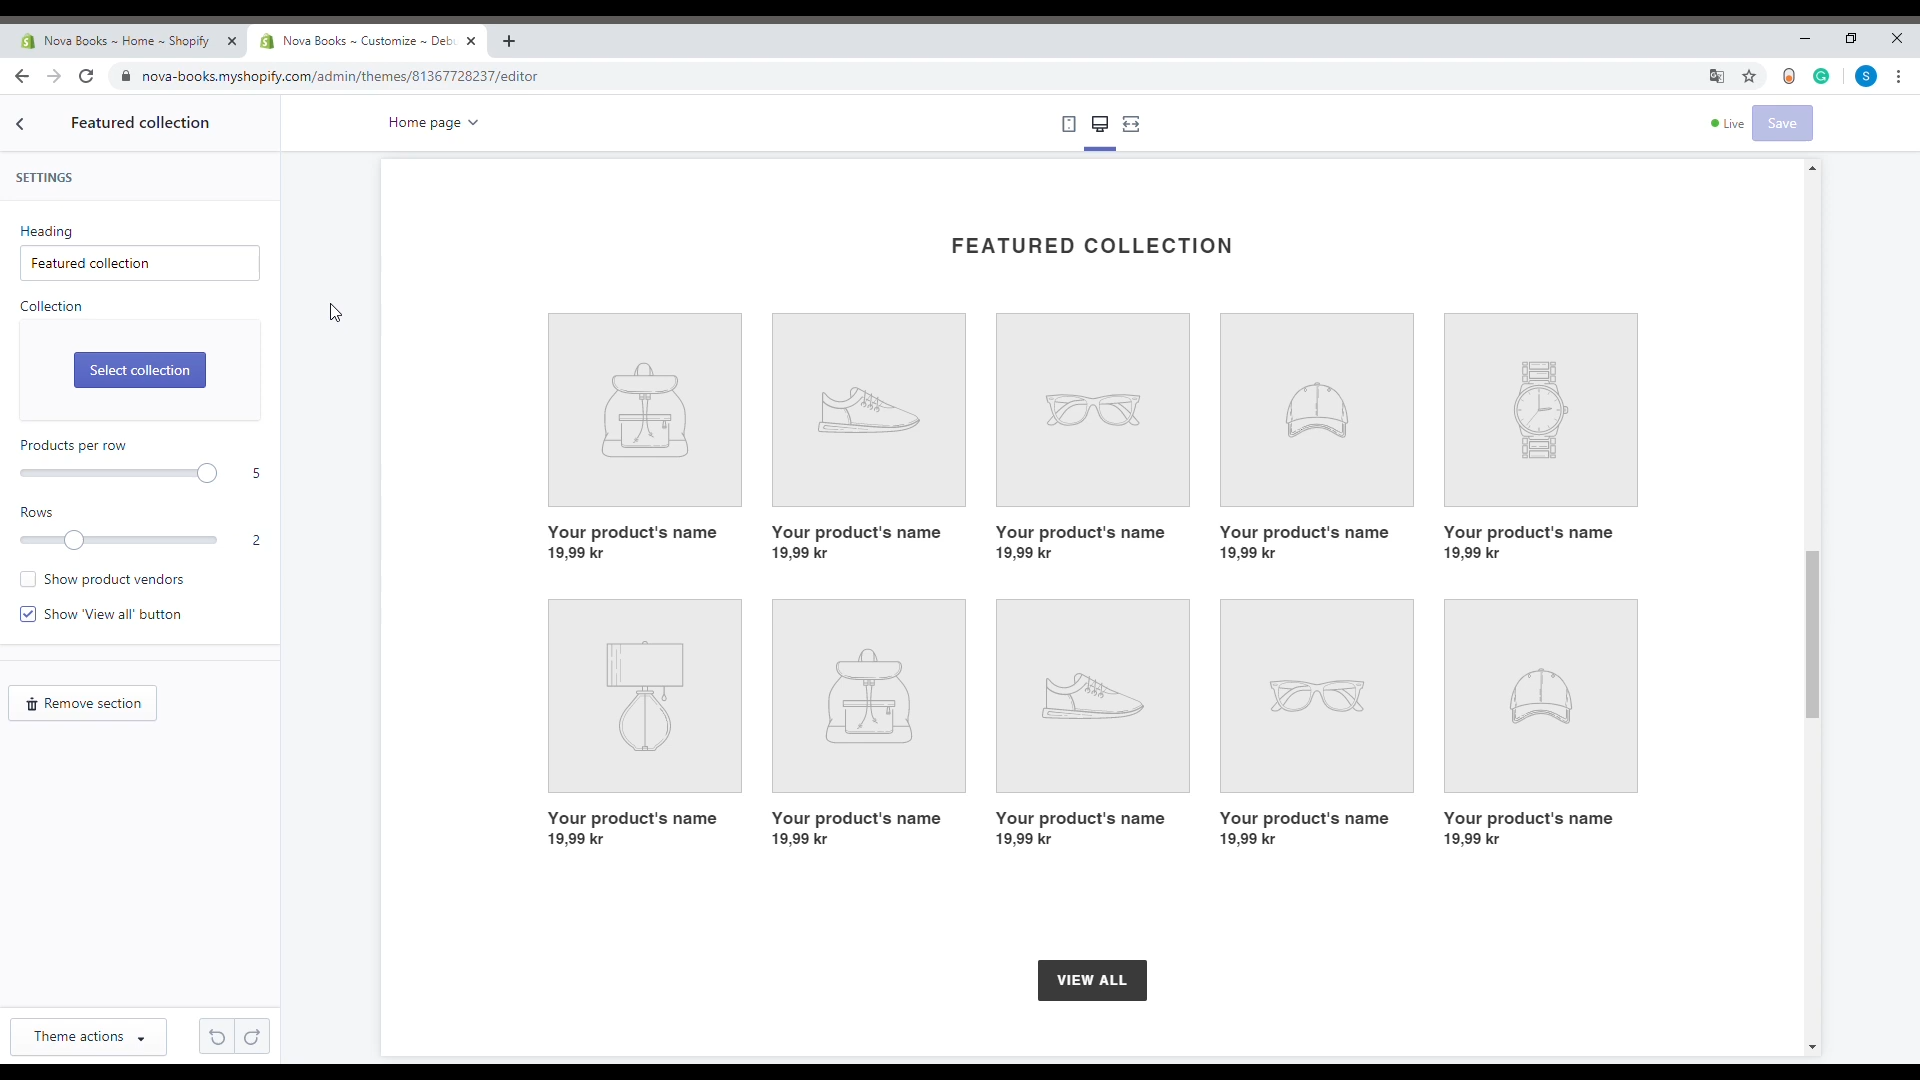 Nova Books ~ Home ~ Shopify
Nova Books ~ Customize ~ Deb
nova-books.myshopify.com/admin/themes/81367728237/editor
S
Featured collection
Home page
Live
Save
SETTINGS
Heading
Featured collection
Collection
Select collection
Products per row
5
Rows
2
Show product vendors
Show 'View all' button
Remove section
Theme actions
FEATURED COLLECTION
Your product's name Your product's name Your product's name Your product's name Your product's name
19,99 kr 19,99 kr 19,99 kr 19,99 kr 19,99 kr
Your product's name Your product's name Your product's name Your product's name Your product's name
19,99 kr 19,99 kr 19,99 kr 19,99 kr 19,99 kr
VIEW ALL